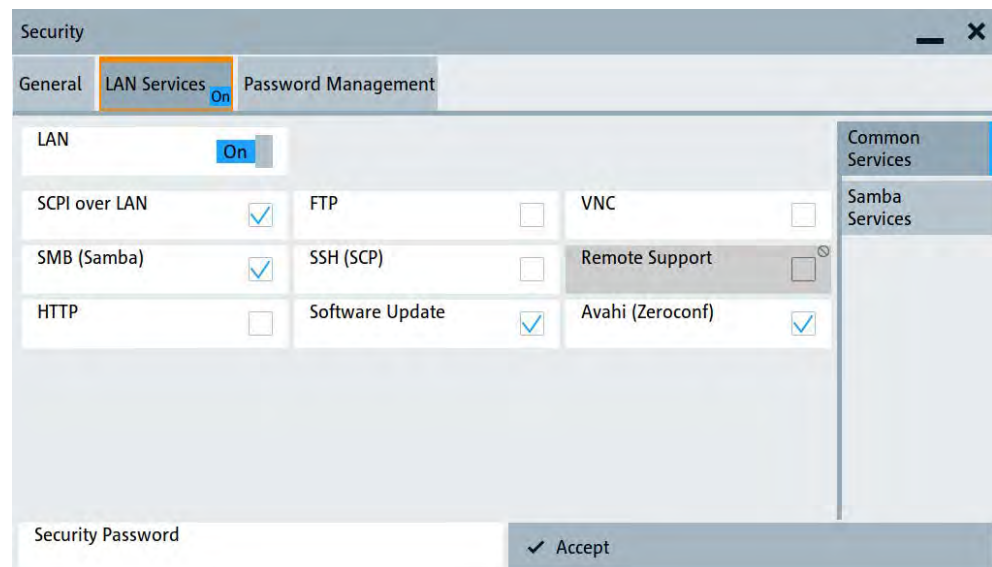 Security
General LAN Services On Password Management
LAN On
Common
Services
SCPI over LAN FTP VNC
Samba
Services
SMB (Samba) SSH (SCP) Remote Support
HTTP Software Update Avahi (Zeroconf)
Security Password
Accept